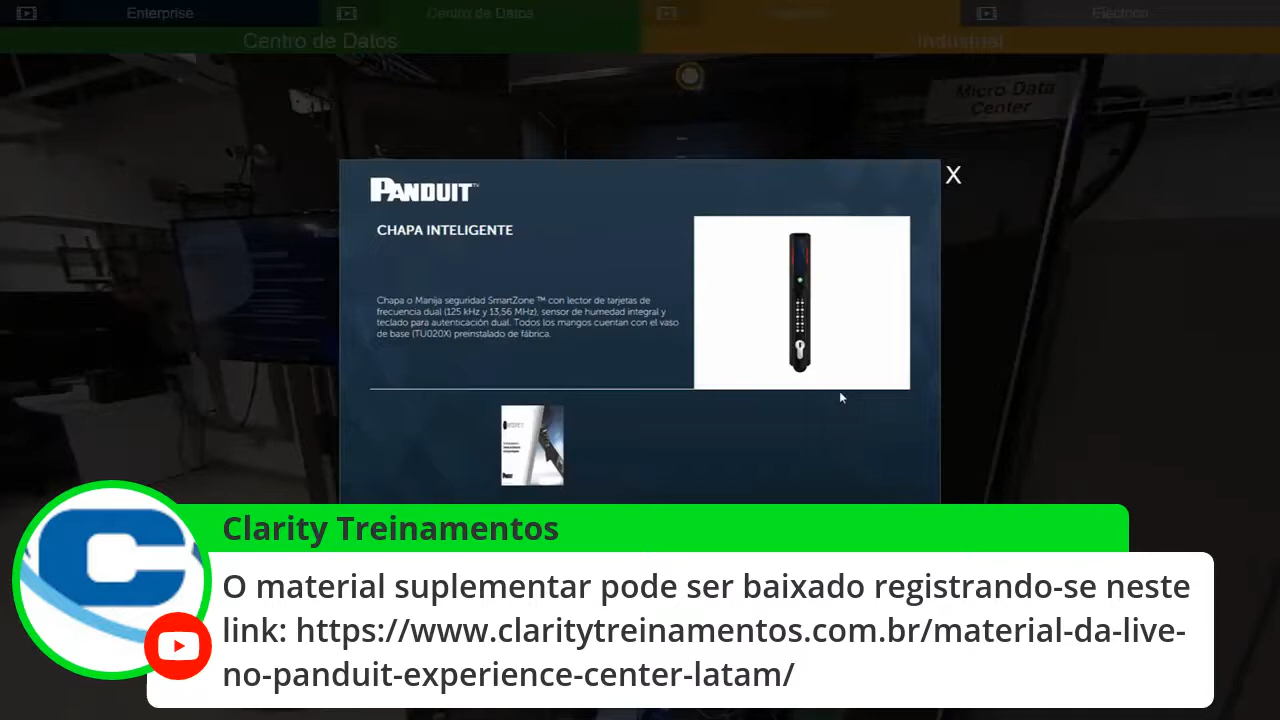 Enterprise
Centro de Datos
Eléctrico
Centro de Datos
Industrial
Micro Data
Center
X
PANDUIT™
CHAPA INTELIGENTE
Chapa o Manija seguridad SmartZone ™ con lector de tarjetas de
frecuencia dual (125 kHz y 13,56 MHz), sensor de humedad integral y
teclado para autenticación dual. Todos los mangos cuentan con el vaso
de base (TU020X) preinstalado de fábrica.
Clarity Treinamentos
O material suplementar pode ser baixado registrando-se neste
link: https://www.claritytreinamentos.com.br/material-da-live-
no-panduit-experience-center-latam/